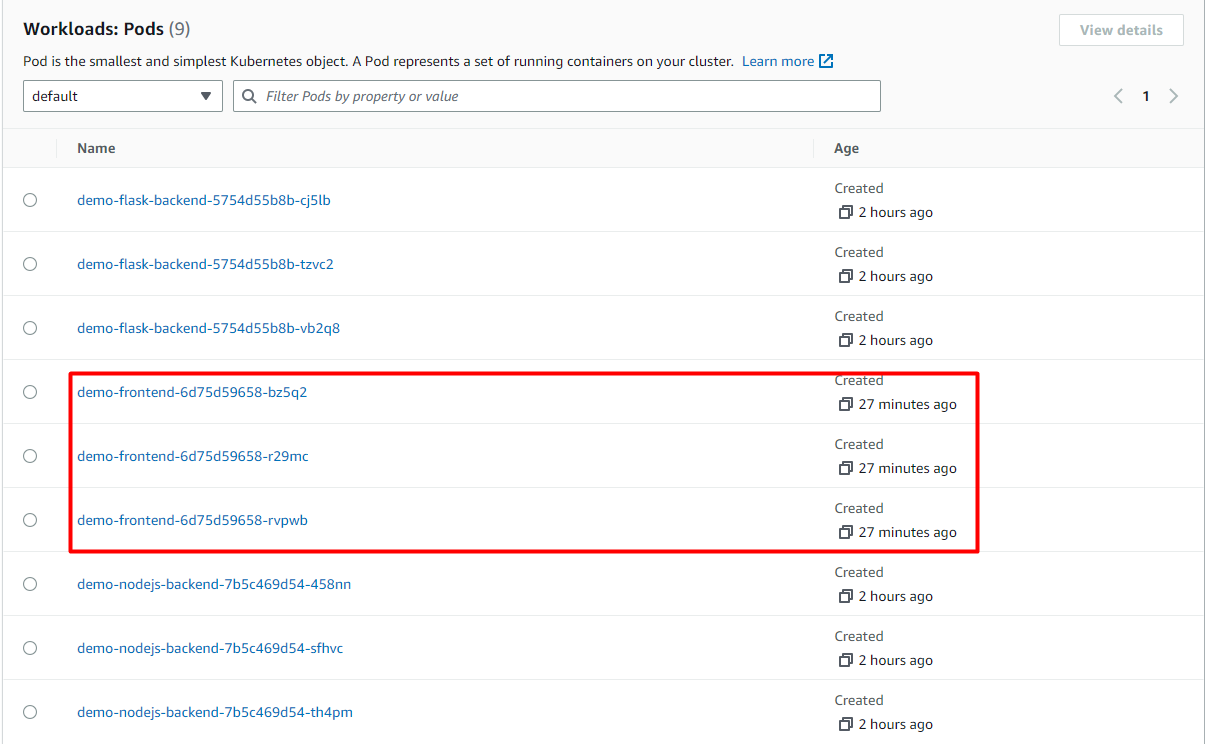 Workloads: Pods (9)
View details
Pod is the smallest and simplest Kubernetes object. A Pod represents a set of running containers on your cluster. Learn more
default
Filter Pods by property or value
1
Name Age
demo-flask-backend-5754d55b8b-cj5lb
Created
2 hours ago
demo-flask-backend-5754d55b8b-tzvc2
Created
2 hours ago
demo-flask-backend-5754d55b8b-vb2q8
Created
2 hours ago
demo-frontend-6d75d59658-bz5q2
Created
27 minutes ago
demo-frontend-6d75d59658-r29mc
Created
27 minutes ago
demo-frontend-6d75d59658-rvpwb
Created
27 minutes ago
demo-nodejs-backend-7b5c469d54-458nn
Created
2 hours ago
demo-nodejs-backend-7b5c469d54-sfhvc
Created
2 hours ago
demo-nodejs-backend-7b5c469d54-th4pm
Created
2 hours ago